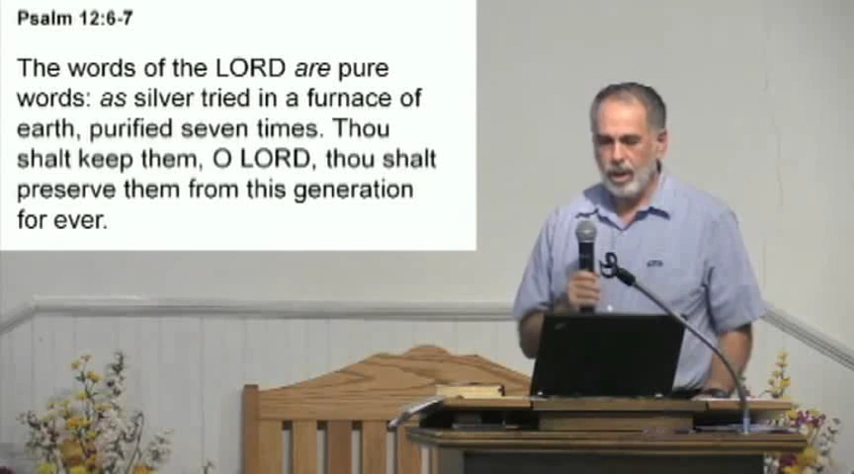 Psalm 12:6-7
The words of the LORD are pure
words: as silver tried in a furnace of
earth, purified seven times. Thou
shalt keep them, O LORD, thou shalt
preserve them from this generation
for ever.